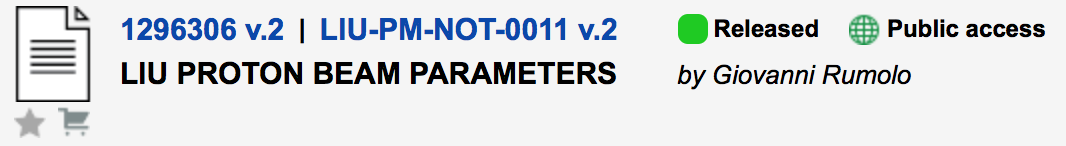 1296306 v.2 | LIU-PM-NOT-0011 v.2 Released Public access
LIU PROTON BEAM PARAMETERS by Giovanni Rumolo